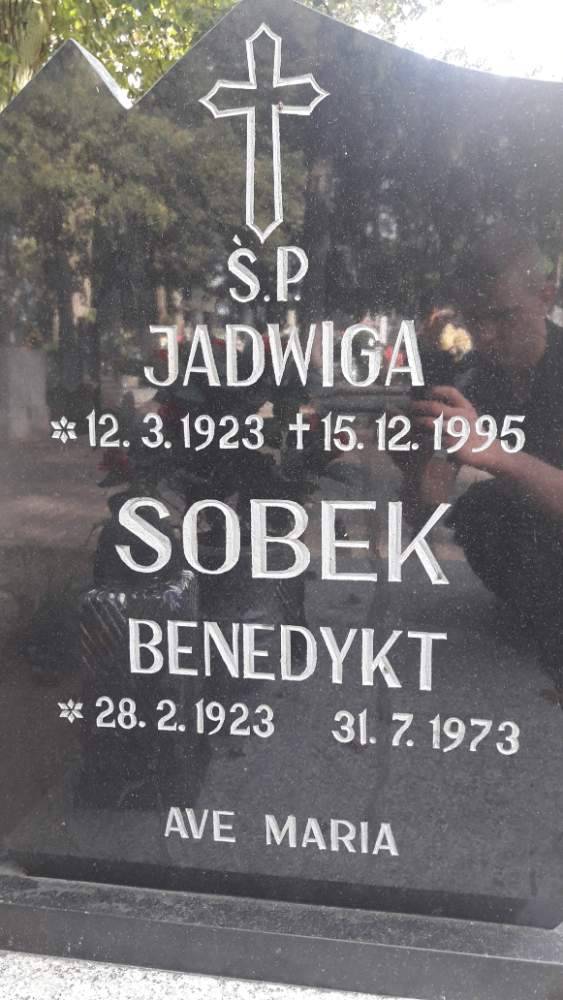 Ś.P.
JADWIGA
✲12. 3. 1923 ✝15. 12. 1995
SOBEK
BENEDYKT
✲28. 2. 1923 31. 7. 1973
AVE MARIA